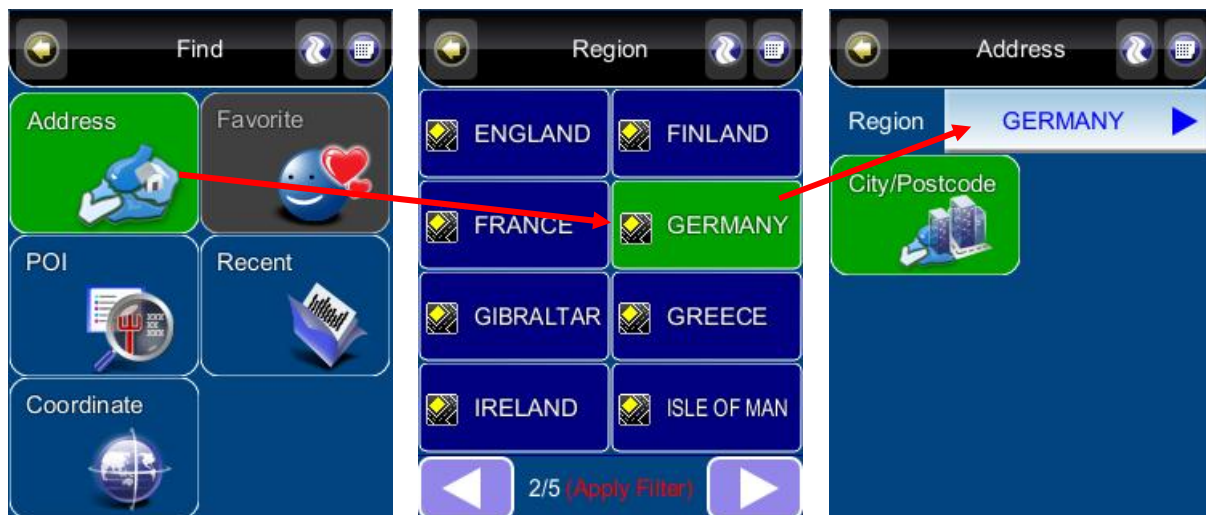 Find
Address
Favorite
POI
Recent
Coordinate
Region
ENGLAND
FINLAND
FRANCE
GERMANY
GIBRALTAR
GREECE
IRELAND
ISLE OF MAN
2/5 (Apply Filter)
Address
Region
GERMANY
City/Postcode